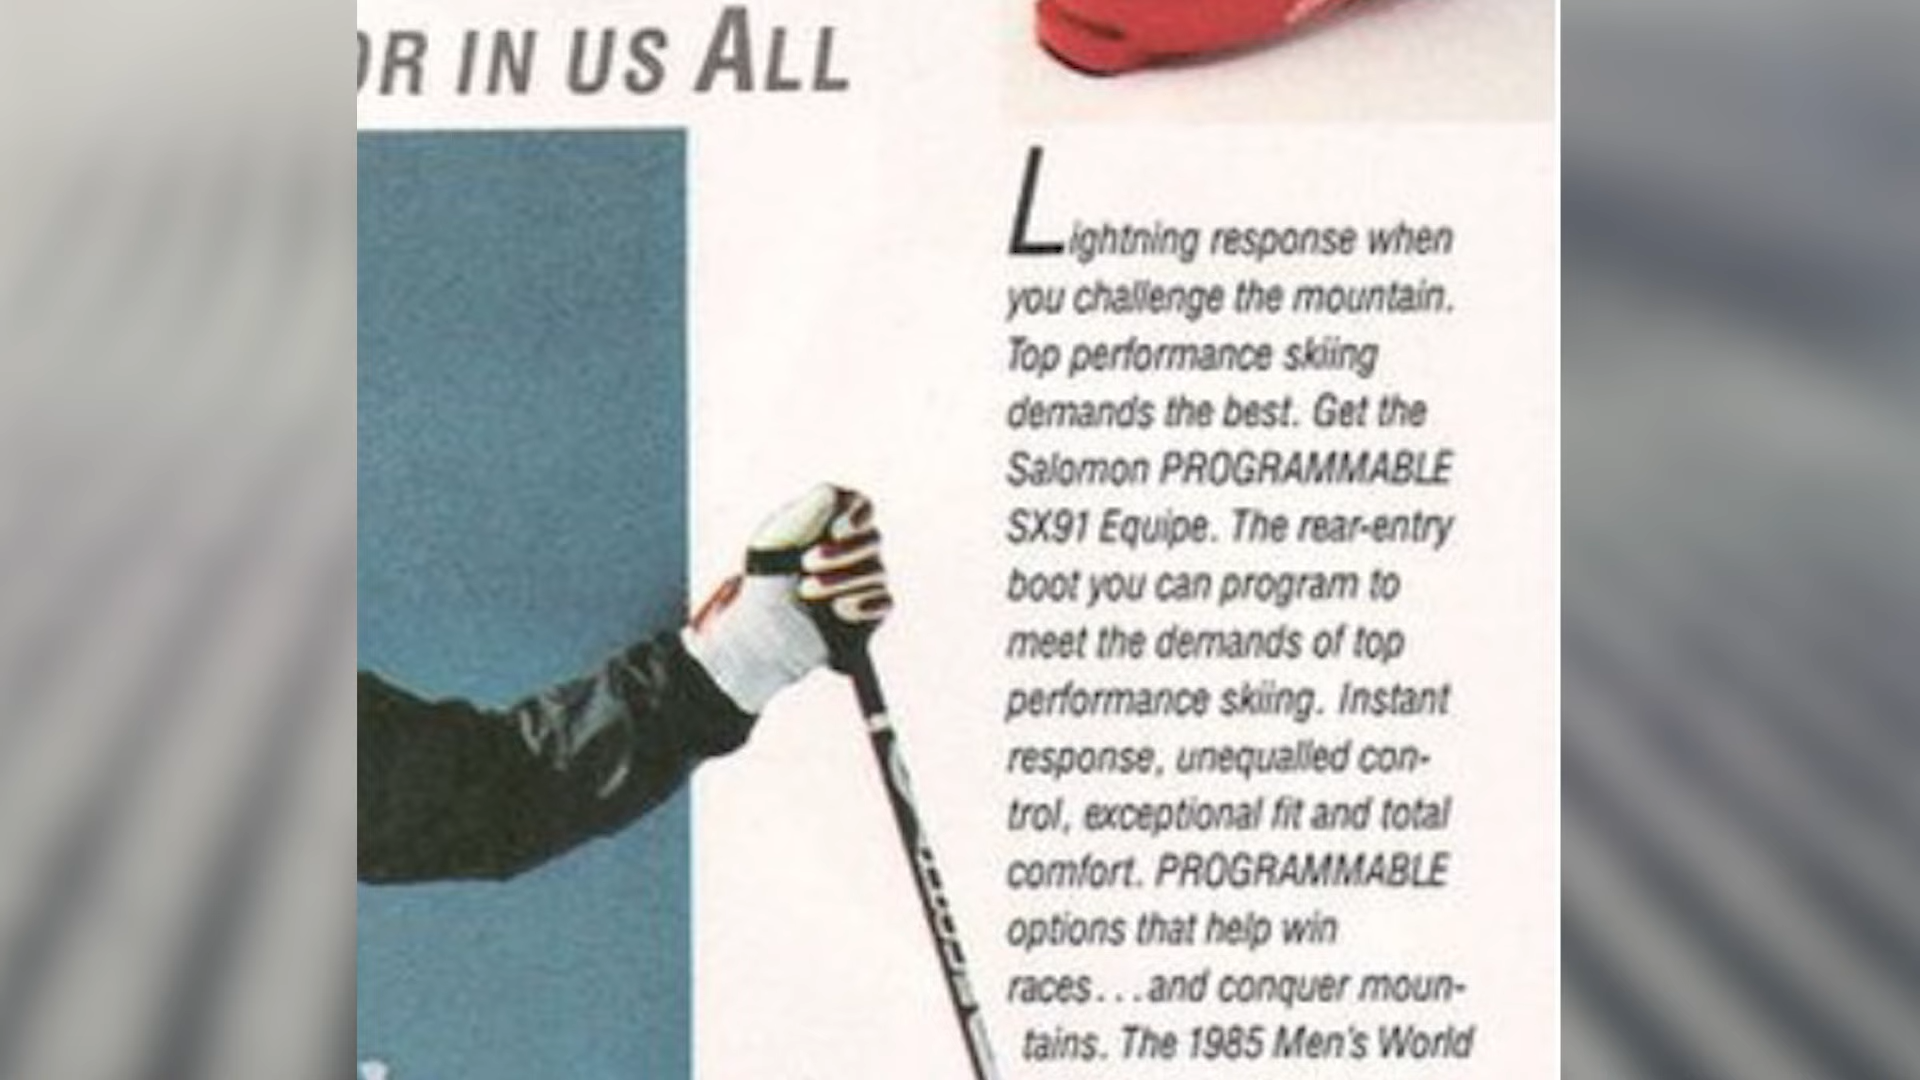 OR IN US ALL
Lightning response when
you challenge the mountain.
Top performance skiing
demands the best. Get the
Salomon PROGRAMMABLE
SX91 Equipe. The rear-entry
boot you can program to
meet the demands of top
performance skiing. Instant
response, unequalled con-
trol, exceptional fit and total
comfort. PROGRAMMABLE
options that help win
races...and conquer moun-
tains. The 1985 Men's World